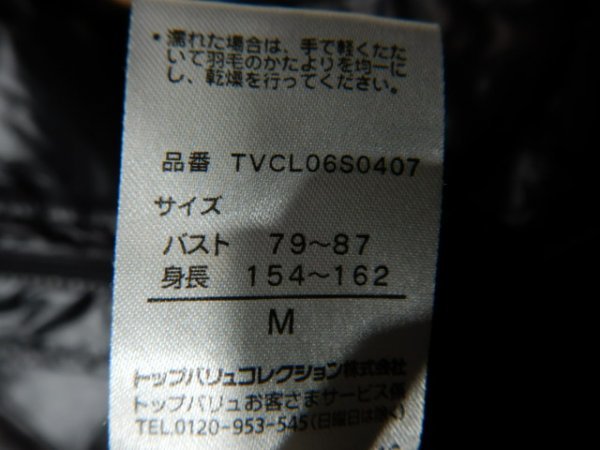 ・濡れた場合は、手で軽くたた
いて羽毛のかたよりを均一に
し、乾燥を行ってください。
品番 TVCL06S0407
サイズ
バスト 79～87
身長 154～162
M
トップバリュコレクション株式会社
トップバリュお客さまサービス係
TEL.0120-953-545(日曜日は除く)